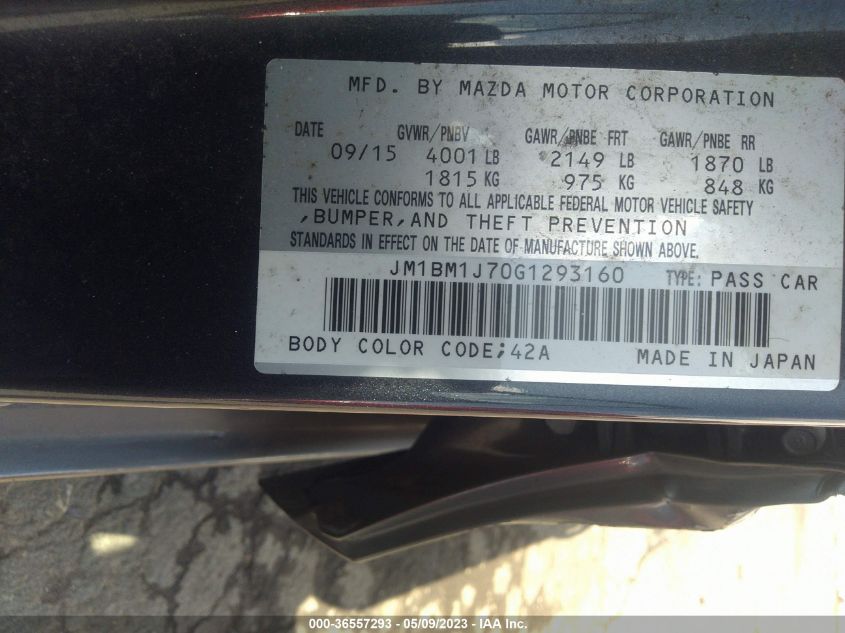 MFD. BY MAZDA MOTOR CORPORATION
DATE GVWR/PNBV GAWR/PNBE FRT GAWR/PNBE RR
09/15 4001 LB 2149 LB 1870 LB
1815 KG 975 KG 848 KG
THIS VEHICLE CONFORMS TO ALL APPLICABLE FEDERAL MOTOR VEHICLE SAFETY
,BUMPER,AND THEFT PREVENTION
STANDARDS IN EFFECT ON THE DATE OF MANUFACTURE SHOWN ABOVE.
JM1BM1J70G1293160 TYPE: PASS CAR
BODY COLOR CODE;42A MADE IN JAPAN
000-36557293 - 05/09/2023 - IAA Inc.